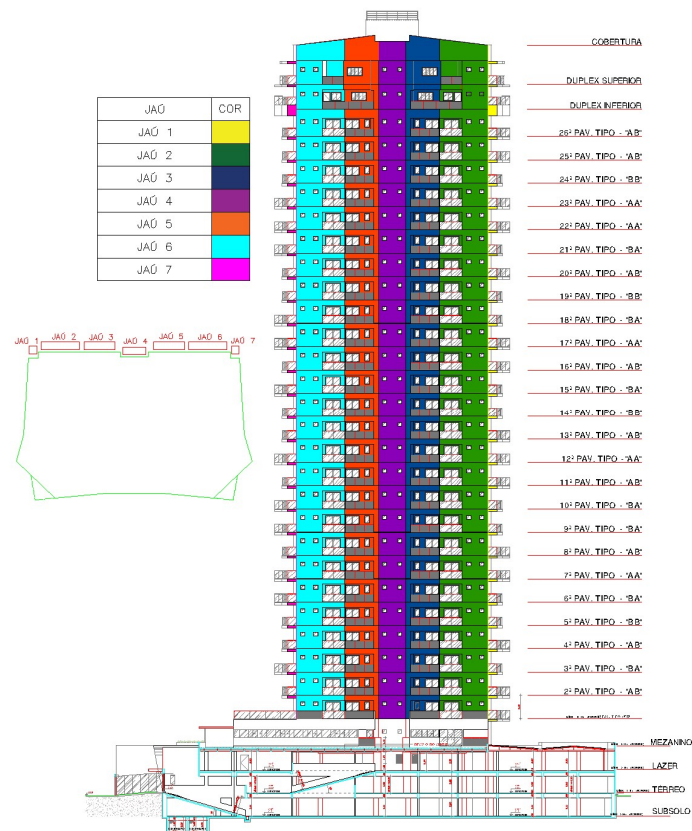 COBERTURA
DUPLEX SUPERIOR
DUPLEX INFERIOR
26º PAV. TIPO - "AB"
25º PAV. TIPO - "AB"
24º PAV. TIPO - "BB"
23º PAV. TIPO - "AA"
22º PAV. TIPO - "AA"
21º PAV. TIPO - "BA"
20º PAV. TIPO - "AB"
19º PAV. TIPO - "BB"
18º PAV. TIPO - "BA"
17º PAV. TIPO - "AA"
16º PAV. TIPO - "AB"
15º PAV. TIPO - "BA"
14º PAV. TIPO - "BB"
13º PAV. TIPO - "AB"
12º PAV. TIPO - "AA"
11º PAV. TIPO - "AB"
10º PAV. TIPO - "BA"
9º PAV. TIPO - "BA"
8º PAV. TIPO - "AB"
7º PAV. TIPO - "AA"
6º PAV. TIPO - "BA"
5º PAV. TIPO - "BB"
4º PAV. TIPO - "AB"
3º PAV. TIPO - "BA"
2º PAV. TIPO - "AB"
MEZANINO
LAZER
TÉRREO
SUBSOLO
JAÚ COR
JAÚ 1
JAÚ 2
JAÚ 3
JAÚ 4
JAÚ 5
JAÚ 6
JAÚ 7
JAÚ 1 JAÚ 2 JAÚ 3 JAÚ 4 JAÚ 5 JAÚ 6 JAÚ 7